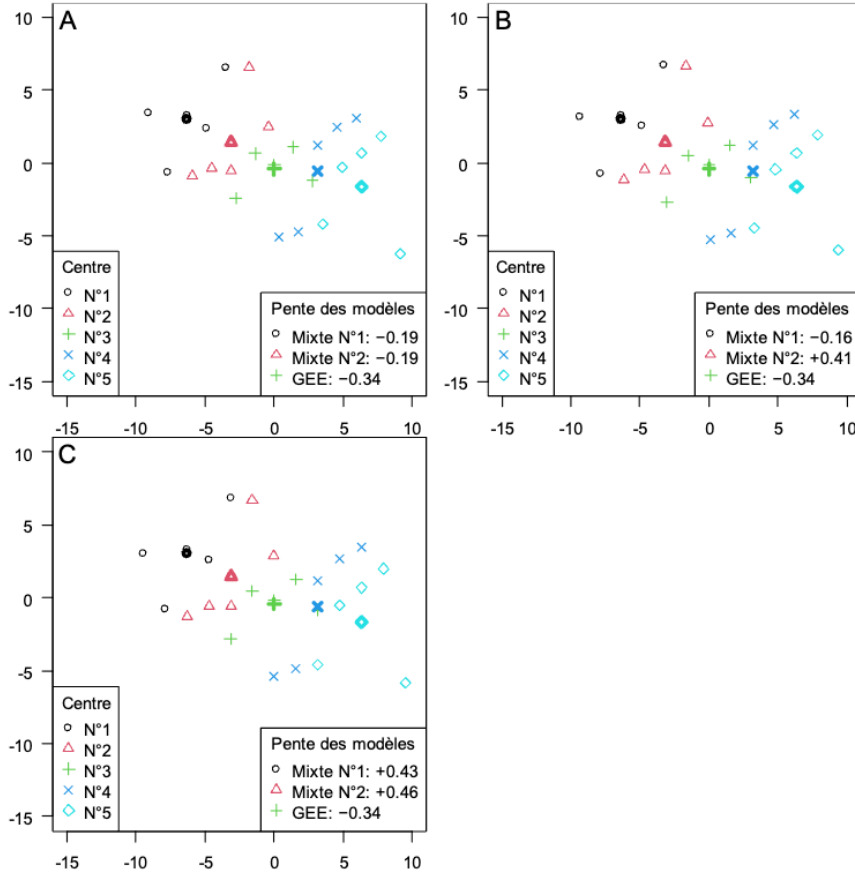 A
10
5
0
-5
-10
-15
Centre
N°1
N°2
N°3
N°4
N°5
Pente des modèles
Mixte N°1: −0.19
Mixte N°2: −0.19
GEE: −0.34
-15 -10 -5 0 5 10
B
10
5
0
-5
-10
-15
Centre
N°1
N°2
N°3
N°4
N°5
Pente des modèles
Mixte N°1: −0.16
Mixte N°2: +0.41
GEE: −0.34
-15 -10 -5 0 5 10
C
10
5
0
-5
-10
-15
Centre
N°1
N°2
N°3
N°4
N°5
Pente des modèles
Mixte N°1: +0.43
Mixte N°2: +0.46
GEE: −0.34
-15 -10 -5 0 5 10